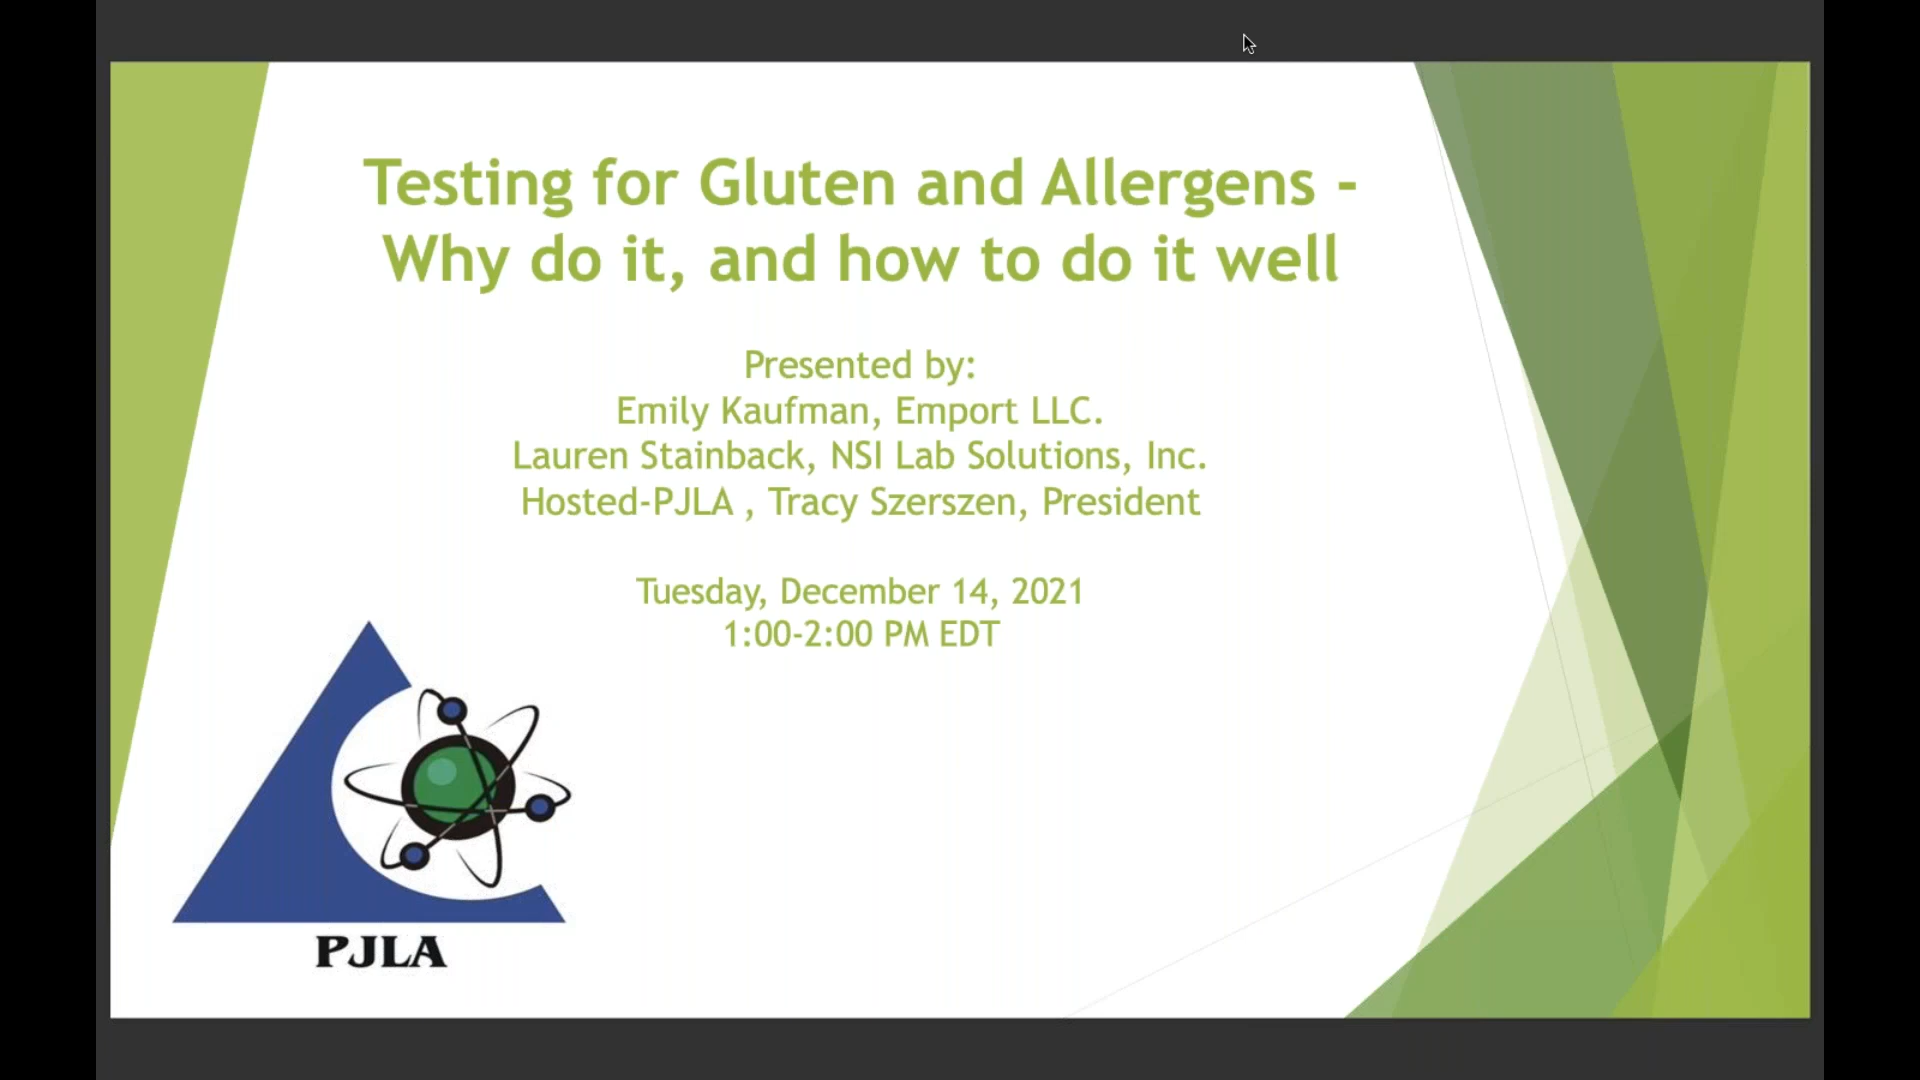 Testing for Gluten and Allergens -
Why do it, and how to do it well
Presented by:
Emily Kaufman, Emport LLC.
Lauren Stainback, NSI Lab Solutions, Inc.
Hosted-PJLA , Tracy Szerszen, President
Tuesday, December 14, 2021
1:00-2:00 PM EDT
PJLA